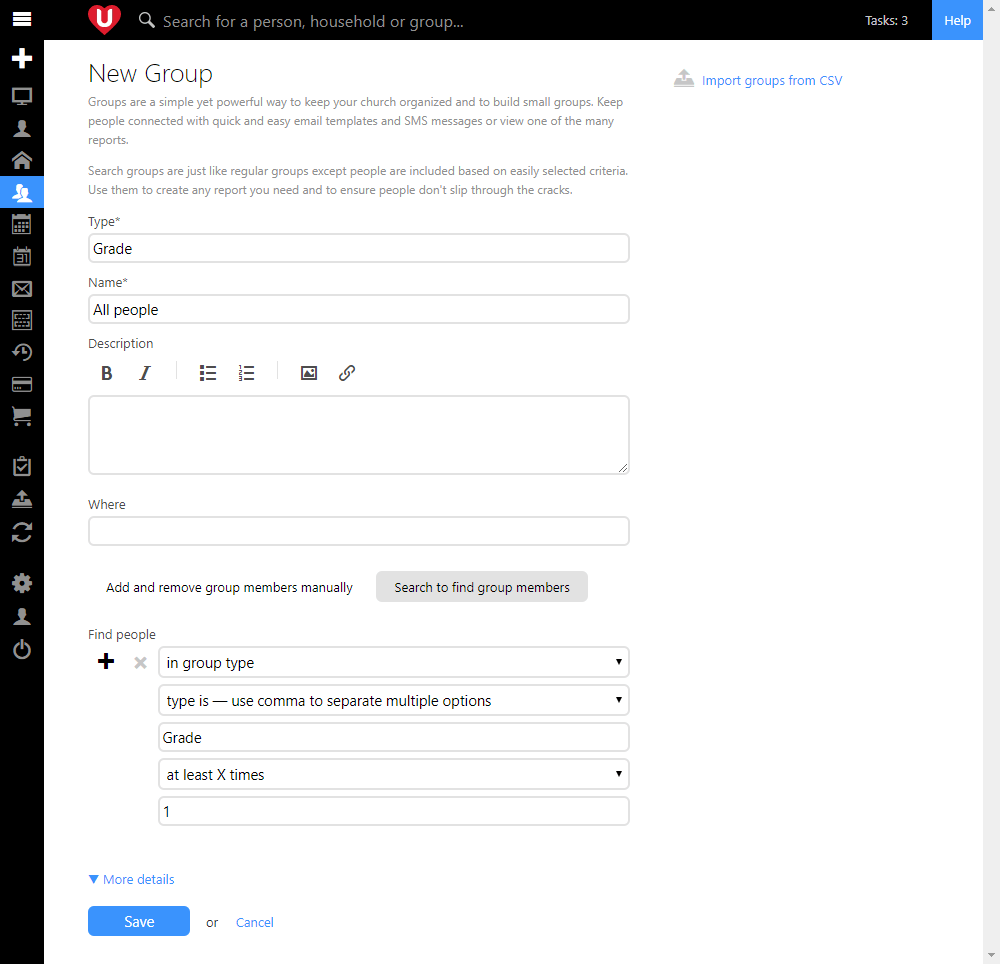 U
Search for a person, household or group...
Tasks: 3
Help
New Group
Import groups from CSV
Groups are a simple yet powerful way to keep your church organized and to build small groups. Keep
people connected with quick and easy email templates and SMS messages or view one of the many
reports.
Search groups are just like regular groups except people are included based on easily selected criteria.
Use them to create any report you need and to ensure people don't slip through the cracks.
Type*
Grade
Name*
All people
Description
B I
Where
Add and remove group members manually
Search to find group members
Find people
in group type
type is — use comma to separate multiple options
Grade
at least X times
1
▼ More details
Save or Cancel
31